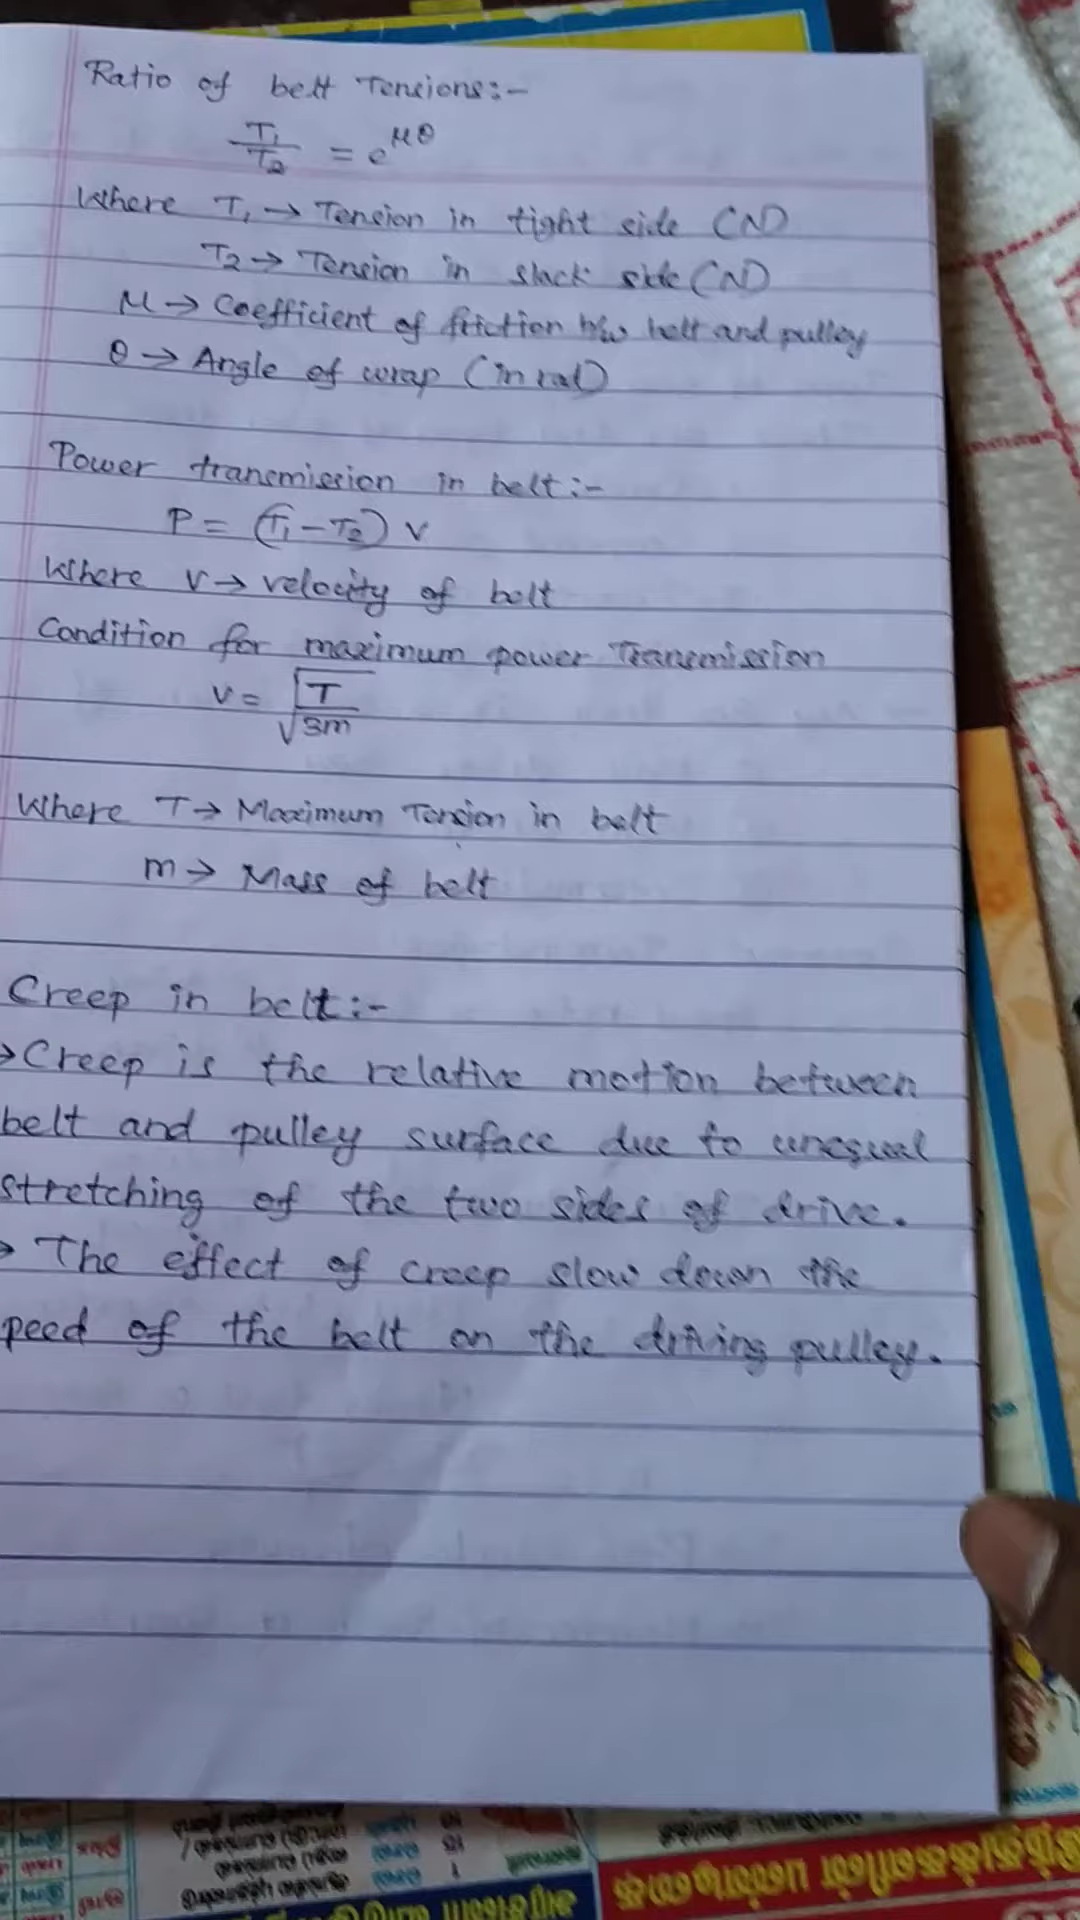 Ratio of belt Tensions:-
T₁/T₂ = e^μθ
Where T₁ → Tension in tight side (N)
T2 → Tension in slack side (N)
μ → Coefficient of friction b/w belt and pulley
θ → Angle of wrap (in rad)
Power transmission in belt:-
P = (T₁ - T₂) v
Where v → velocity of belt
Condition for maximum power Transmission
v = √(T/3m)
Where T → Maximum Tension in belt
m → Mass of belt
Creep in belt:-
→ Creep is the relative motion between
belt and pulley surface due to unequal
stretching of the two sides of drive.
→ The effect of creep slow down the
peed of the belt on the driving pulley.